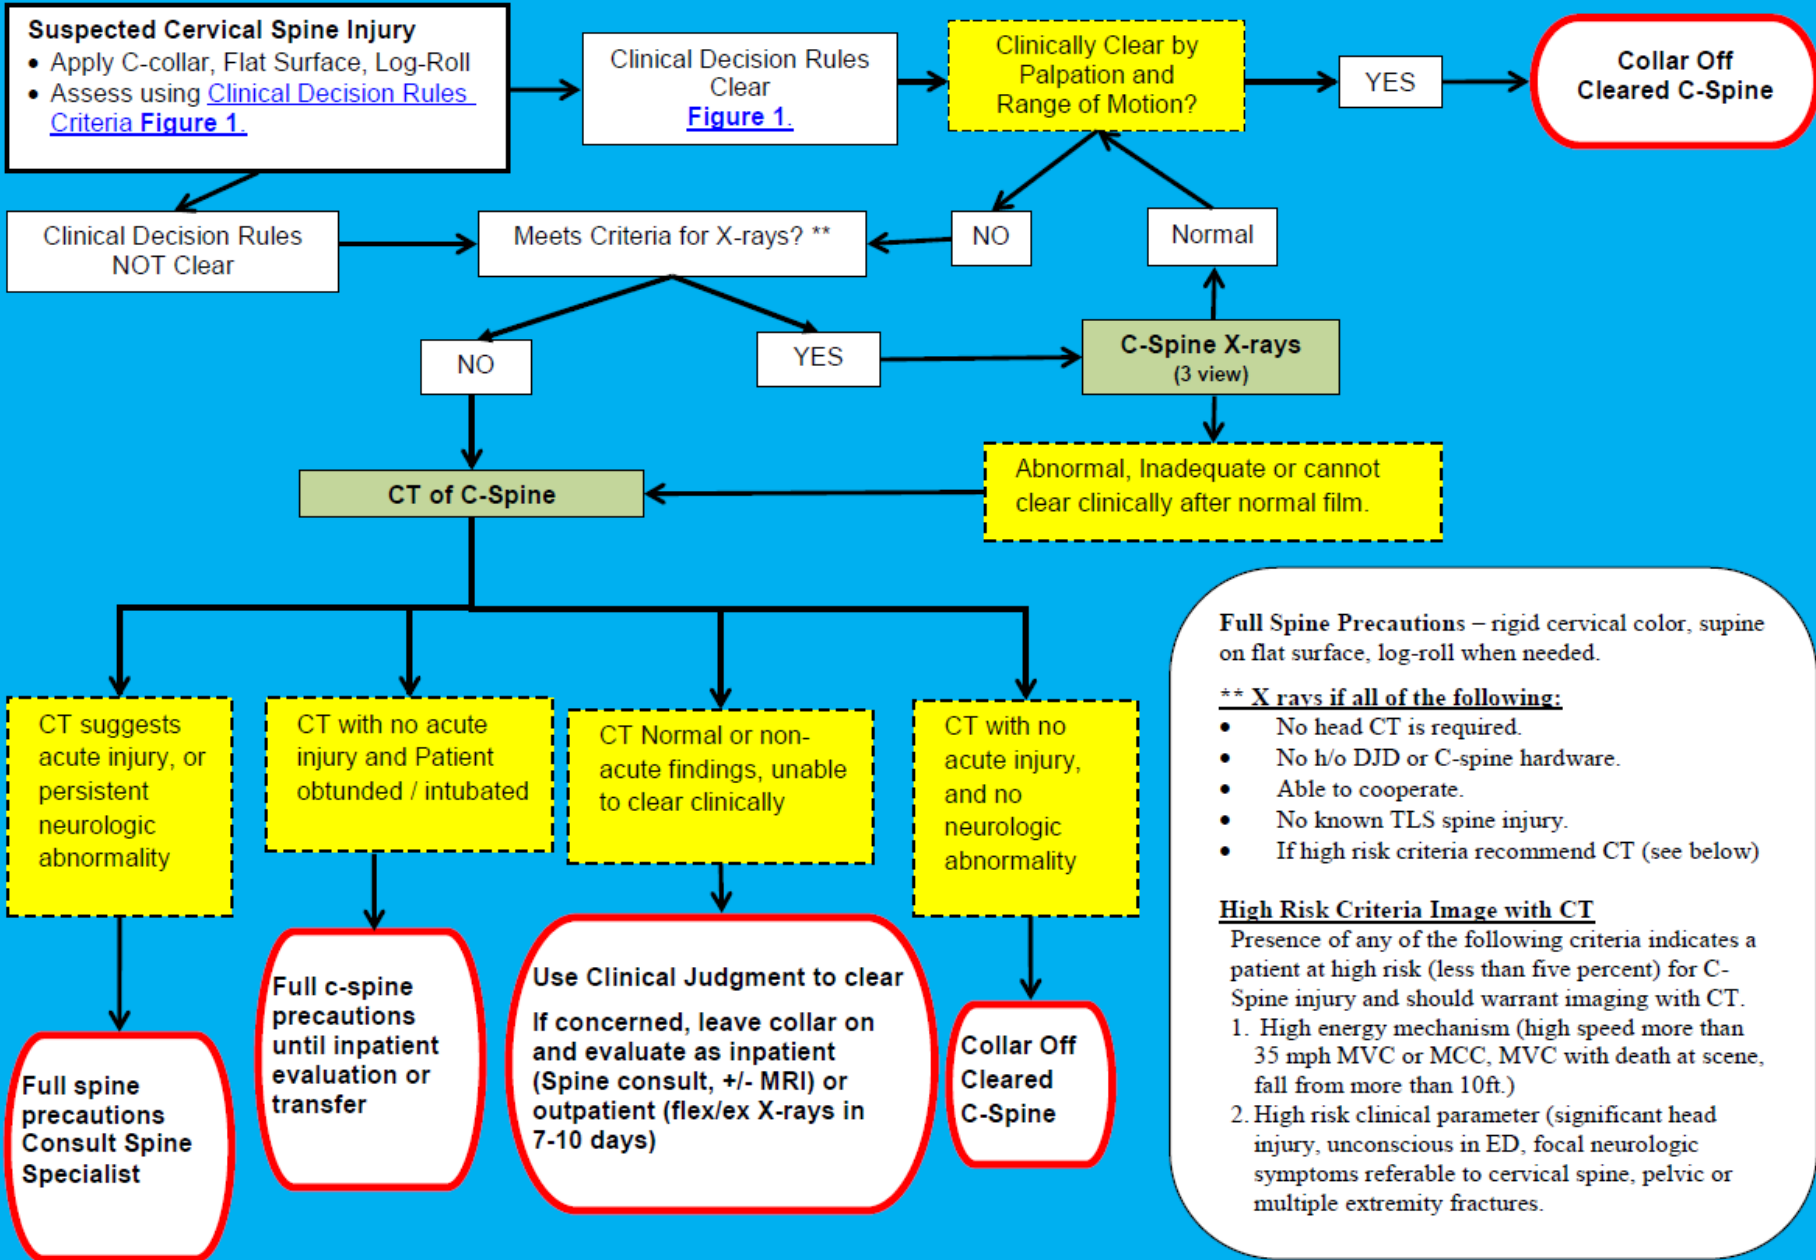 Suspected Cervical Spine Injury
• Apply C-collar, Flat Surface, Log-Roll
• Assess using Clinical Decision Rules
Criteria Figure 1.
Clinical Decision Rules
Clear
Figure 1.
Clinically Clear by
Palpation and
Range of Motion?
YES
Collar Off
Cleared C-Spine
Clinical Decision Rules
NOT Clear
Meets Criteria for X-rays? **
NO
Normal
NO
YES
C-Spine X-rays
(3 view)
CT of C-Spine
Abnormal, Inadequate or cannot
clear clinically after normal film.
CT suggests
acute injury, or
persistent
neurologic
abnormality
CT with no acute
injury and Patient
obtunded / intubated
CT Normal or non-
acute findings, unable
to clear clinically
CT with no
acute injury,
and no
neurologic
abnormality
Full spine
precautions
Consult Spine
Specialist
Full c-spine
precautions
until inpatient
evaluation or
transfer
Use Clinical Judgment to clear
If concerned, leave collar on
and evaluate as inpatient
(Spine consult, +/- MRI) or
outpatient (flex/ex X-rays in
7-10 days)
Collar Off
Cleared
C-Spine
Full Spine Precautions – rigid cervical color, supine
on flat surface, log-roll when needed.
** X rays if all of the following:
• No head CT is required.
• No h/o DJD or C-spine hardware.
• Able to cooperate.
• No known TLS spine injury.
• If high risk criteria recommend CT (see below)
High Risk Criteria Image with CT
Presence of any of the following criteria indicates a
patient at high risk (less than five percent) for C-
Spine injury and should warrant imaging with CT.
1. High energy mechanism (high speed more than
35 mph MVC or MCC, MVC with death at scene,
fall from more than 10ft.)
2. High risk clinical parameter (significant head
injury, unconscious in ED, focal neurologic
symptoms referable to cervical spine, pelvic or
multiple extremity fractures.